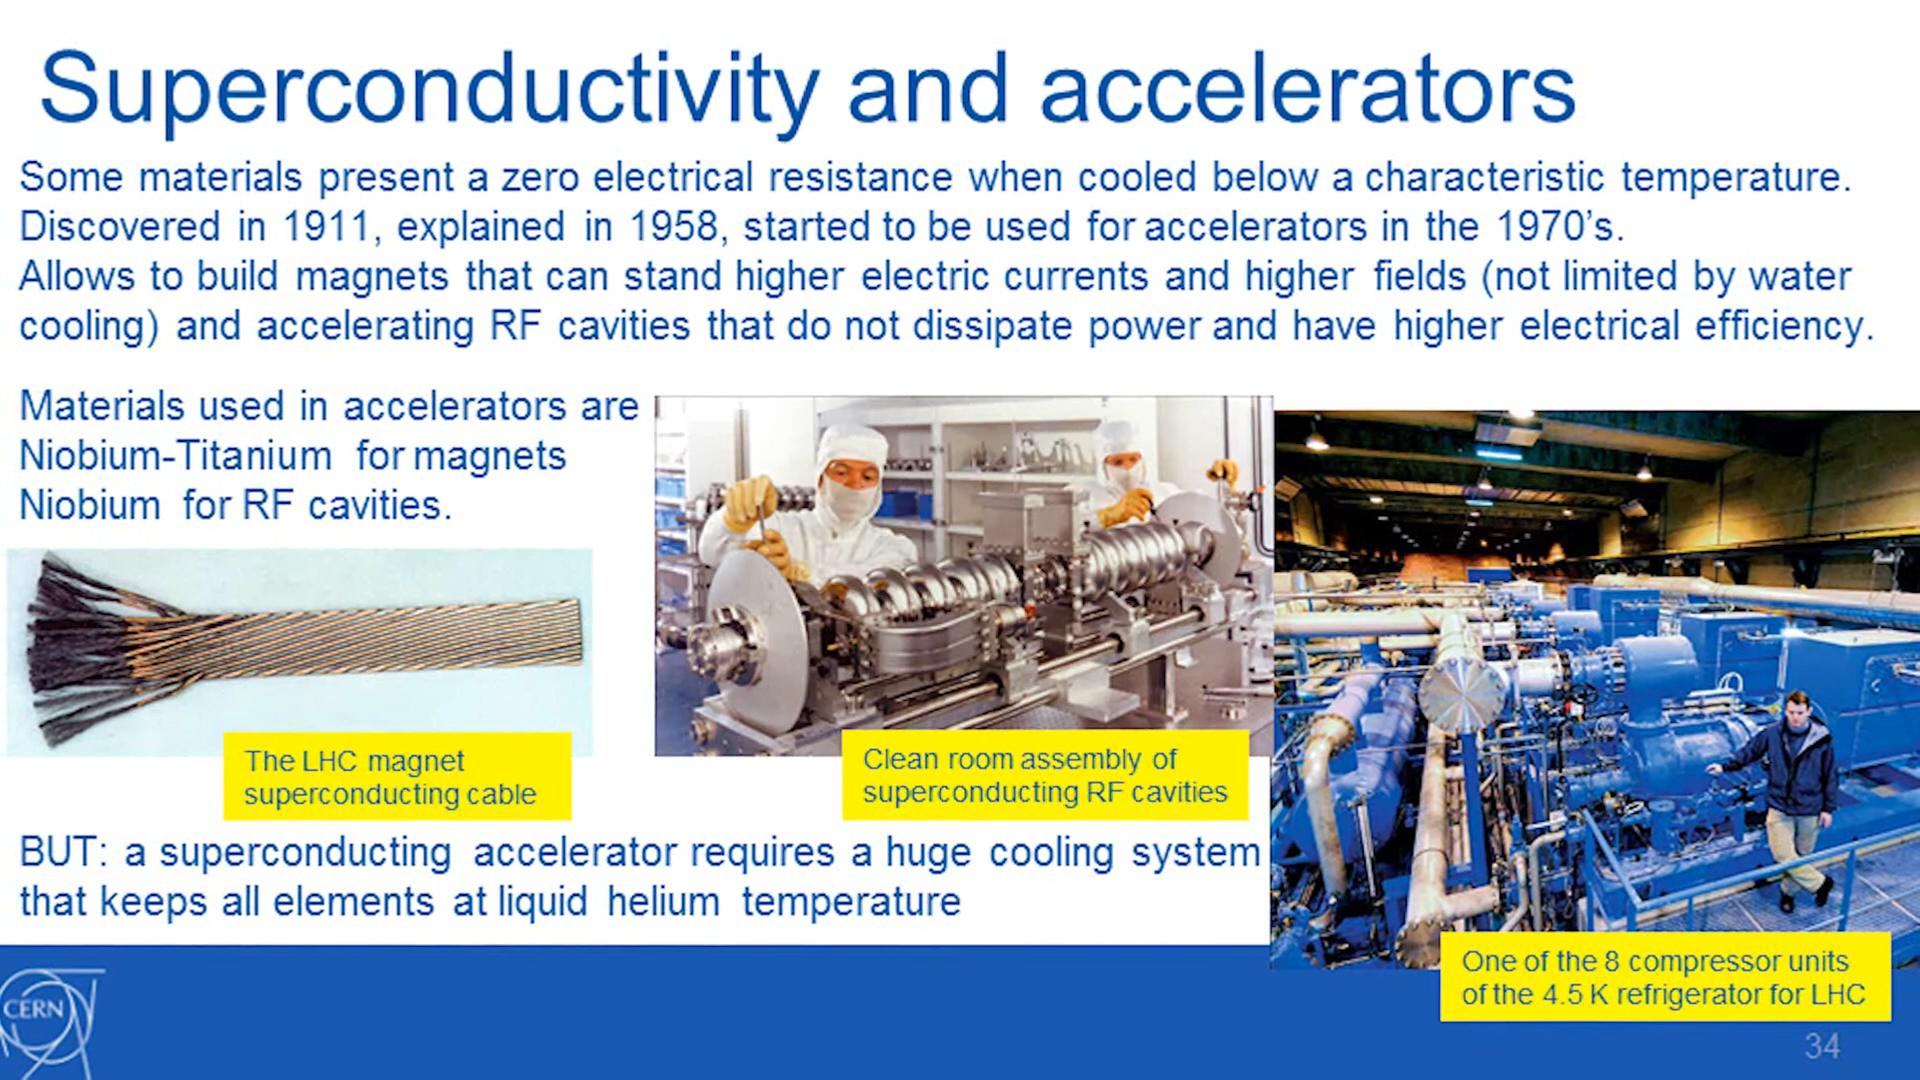 Superconductivity and accelerators
Some materials present a zero electrical resistance when cooled below a characteristic temperature.
Discovered in 1911, explained in 1958, started to be used for accelerators in the 1970’s.
Allows to build magnets that can stand higher electric currents and higher fields (not limited by water
cooling) and accelerating RF cavities that do not dissipate power and have higher electrical efficiency.
Materials used in accelerators are
Niobium-Titanium for magnets
Niobium for RF cavities.
The LHC magnet
superconducting cable
Clean room assembly of
superconducting RF cavities
BUT: a superconducting accelerator requires a huge cooling system
that keeps all elements at liquid helium temperature
One of the 8 compressor units
of the 4.5 K refrigerator for LHC
CERN
34